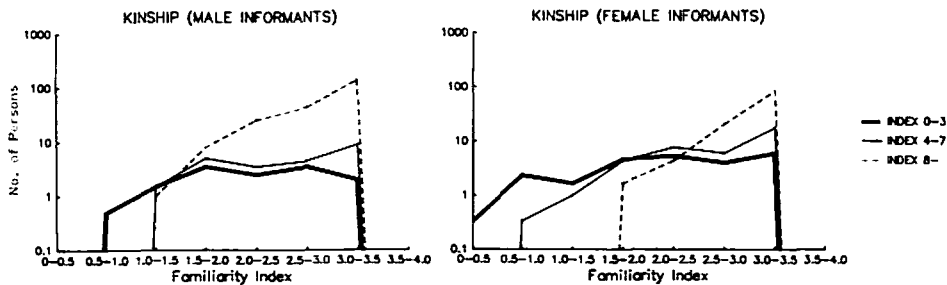 KINSHIP (MALE INFORMANTS)
1000
100
10
1
0.1
No. of Persons
0-0.5 0.5-1.0 1.0-1.5 1.5-2.0 2.0-2.5 2.5-3.0 3.0-3.5 3.5-4.0
Familiarity Index
KINSHIP (FEMALE INFORMANTS)
1000
100
10
1
0.1
0-0.5 0.5-1.0 1.0-1.5 1.5-2.0 2.0-2.5 2.5-3.0 3.0-3.5 3.5-4.0
Familiarity Index
INDEX 0-3
INDEX 4-7
INDEX 8-